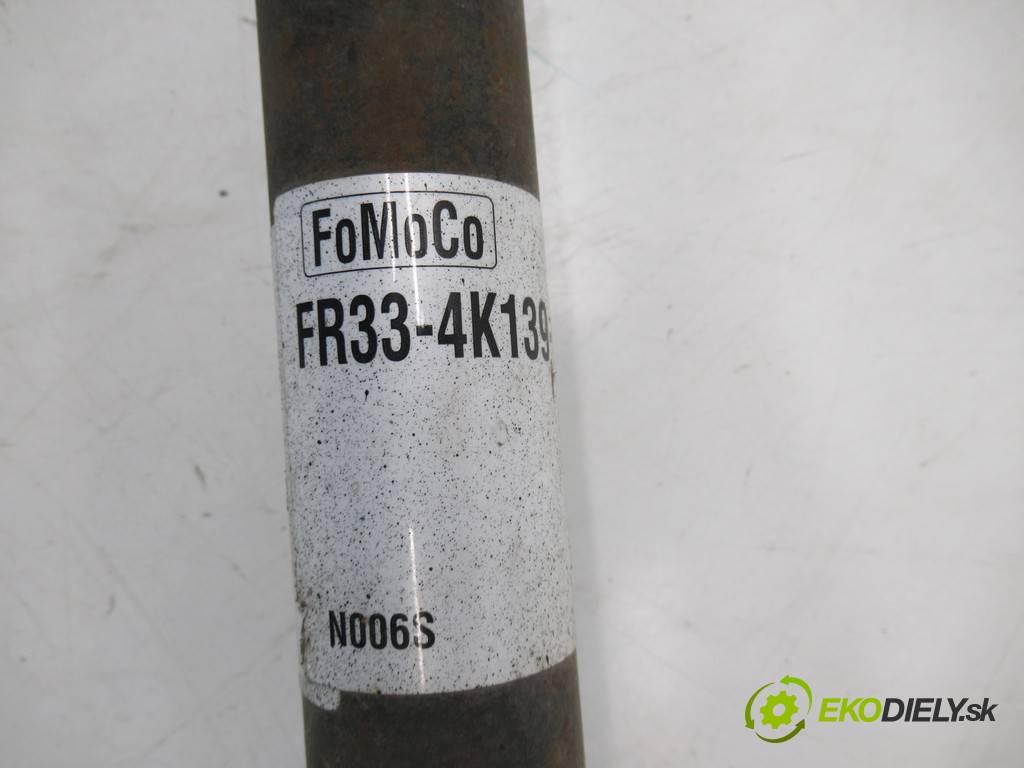 FoMoCo
FR33-4K139-
N006S
EKODIELY.sk